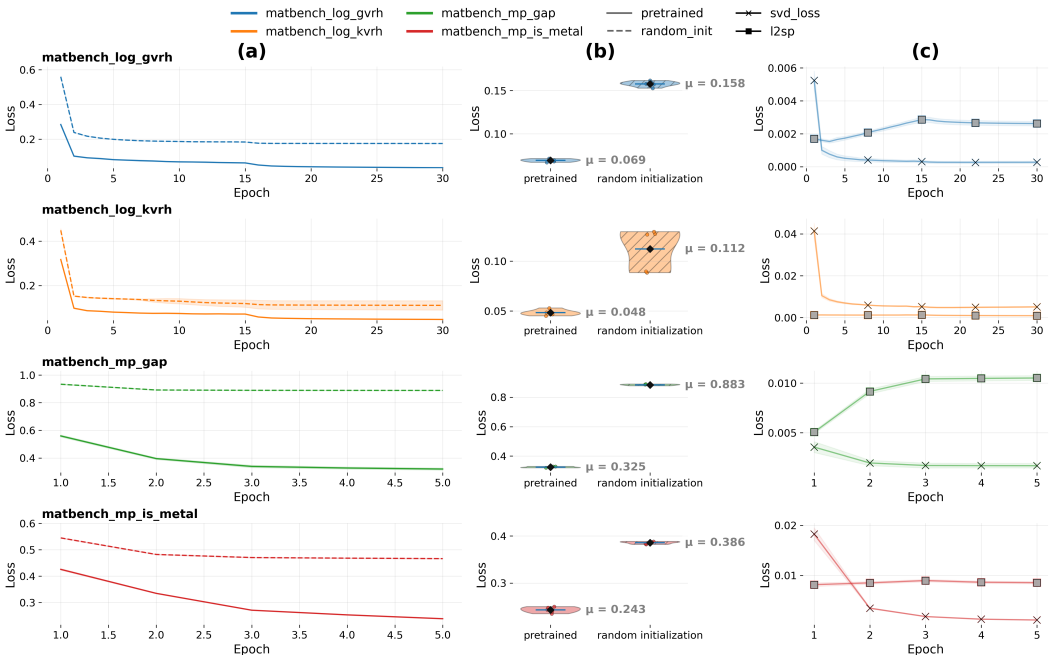 matbench_log_gvrh matbench_mp_gap pretrained svd_loss
matbench_log_kvrh matbench_mp_is_metal random_init l2sp
(a) (b) (c)
matbench_log_gvrh
Loss
0.6
0.4
0.2
0 5 10 15 20 25 30
Epoch
Loss
0.15
0.10
μ = 0.158
μ = 0.069
pretrained random initialization
Loss
0.006
0.004
0.002
0.000
0 5 10 15 20 25 30
Epoch
matbench_log_kvrh
Loss
0.4
0.2
0 5 10 15 20 25 30
Epoch
Loss
0.10
0.05
μ = 0.112
μ = 0.048
pretrained random initialization
Loss
0.04
0.02
0.00
0 5 10 15 20 25 30
Epoch
matbench_mp_gap
Loss
1.0
0.8
0.6
0.4
1.0 1.5 2.0 2.5 3.0 3.5 4.0 4.5 5.0
Epoch
Loss
0.8
0.6
0.4
μ = 0.883
μ = 0.325
pretrained random initialization
Loss
0.010
0.005
1 2 3 4 5
Epoch
matbench_mp_is_metal
Loss
0.6
0.5
0.4
0.3
1.0 1.5 2.0 2.5 3.0 3.5 4.0 4.5 5.0
Epoch
Loss
0.4
0.3
μ = 0.386
μ = 0.243
pretrained random initialization
Loss
0.02
0.01
1 2 3 4 5
Epoch